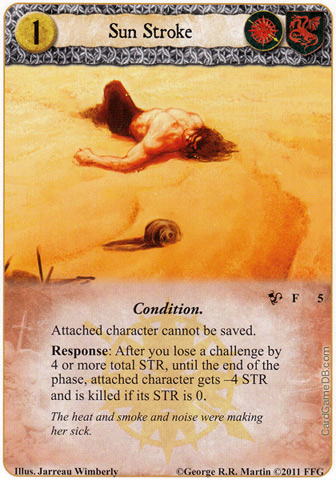 1
Sun Stroke
F 5
Condition.
Attached character cannot be saved.
Response: After you lose a challenge by
4 or more total STR, until the end of the
phase, attached character gets –4 STR
and is killed if its STR is 0.
The heat and smoke and noise were making
her sick.
Illus. Jarreau Wimberly ©George R.R. Martin ©2011 FFG
CardGameDB.com